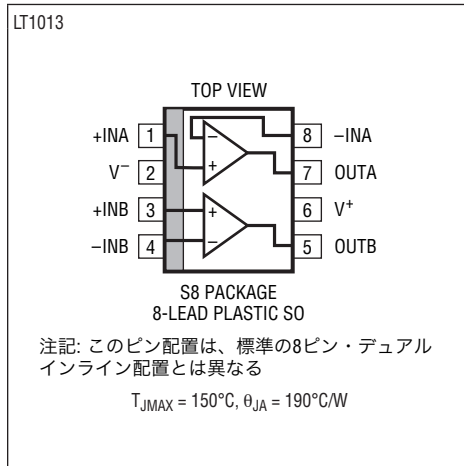 LT1013
TOP VIEW
+INA 1
V⁻ 2
+INB 3
–INB 4
8 –INA
7 OUTA
6 V⁺
5 OUTB
–
+
+
–
S8 PACKAGE
8-LEAD PLASTIC SO
注記: このピン配置は、標準の8ピン・デュアル
インライン配置とは異なる
TJMAX = 150°C, θJA = 190°C/W